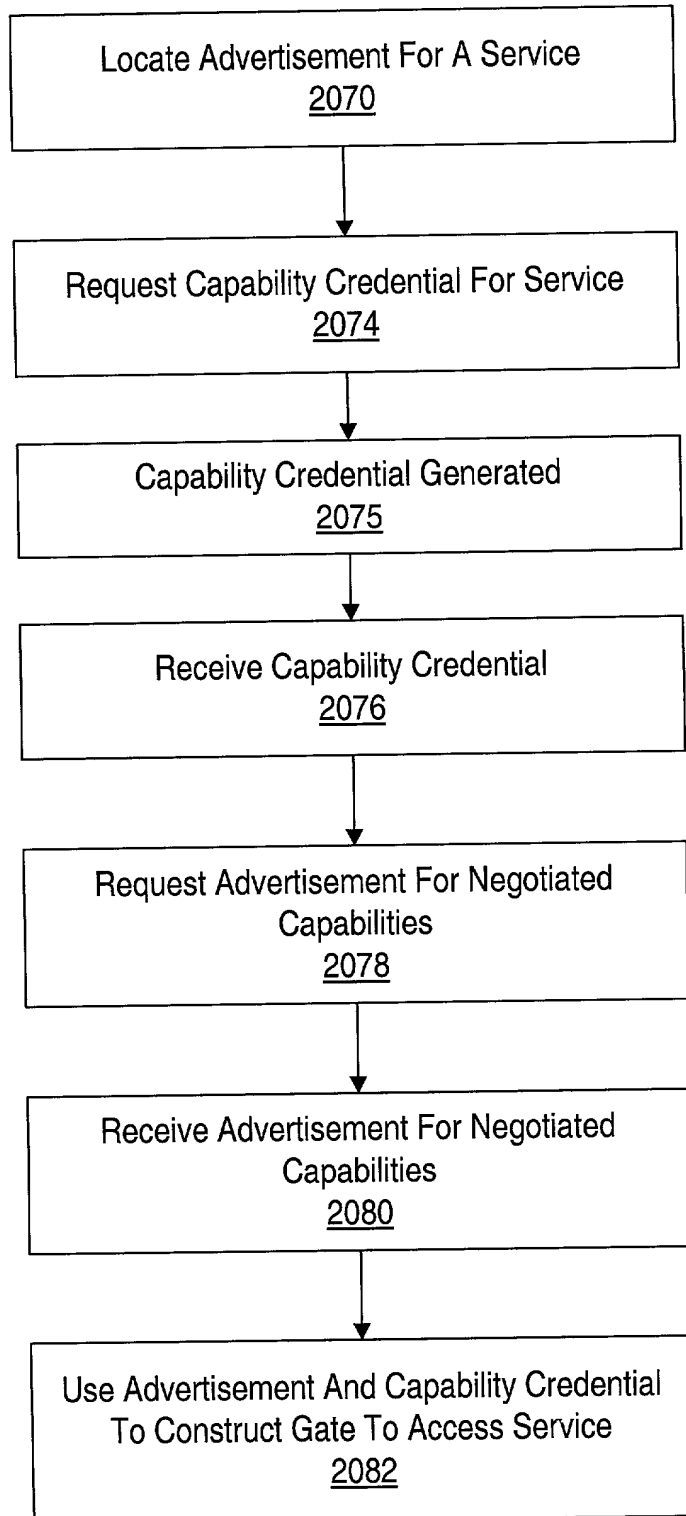 Locate Advertisement For A Service
2070
Request Capability Credential For Service
2074
Capability Credential Generated
2075
Receive Capability Credential
2076
Request Advertisement For Negotiated
Capabilities
2078
Receive Advertisement For Negotiated
Capabilities
2080
Use Advertisement And Capability Credential
To Construct Gate To Access Service
2082